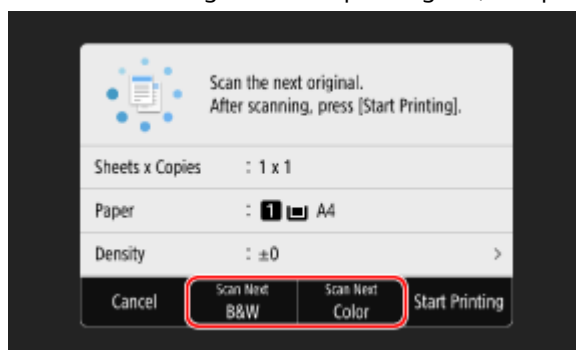 Scan the next original.
After scanning, press [Start Printing].
Sheets x Copies : 1 x 1
Paper : 1 A4
Density : ±0 >
Cancel
Scan Next
B&W
Scan Next
Color
Start Printing